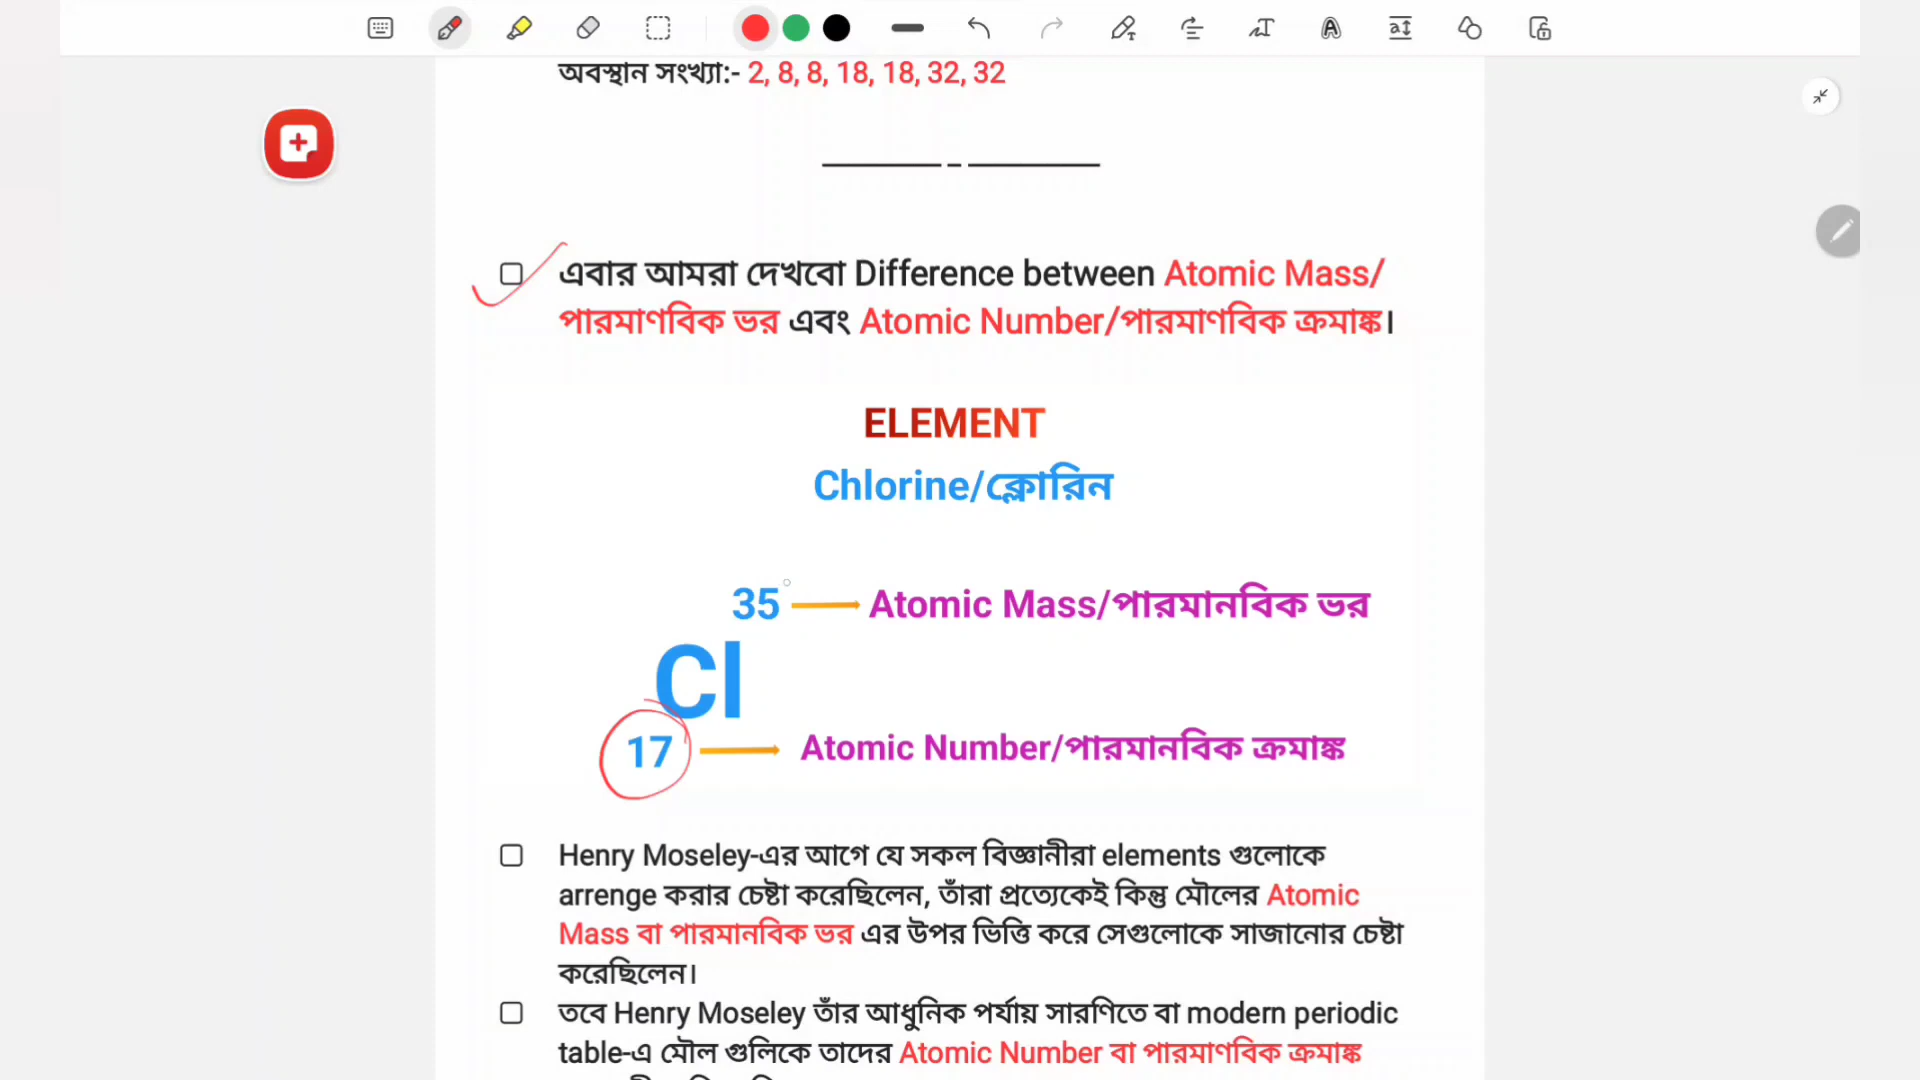 অবস্থান সংখ্যা:- 2, 8, 8, 18, 18, 32, 32
এবার আমরা দেখবো Difference between Atomic Mass/
পারমাণবিক ভর এবং Atomic Number/পারমাণবিক ক্রমাঙ্ক।
ELEMENT
Chlorine/ক্লোরিন
35 Atomic Mass/পারমানবিক ভর
Cl
17 Atomic Number/পারমানবিক ক্রমাঙ্ক
Henry Moseley-এর আগে যে সকল বিজ্ঞানীরা elements গুলোকে
arrenge করার চেষ্টা করেছিলেন, তাঁরা প্রত্যেকেই কিন্তু মৌলের Atomic
Mass বা পারমানবিক ভর এর উপর ভিত্তি করে সেগুলোকে সাজানোর চেষ্টা
করেছিলেন।
তবে Henry Moseley তাঁর আধুনিক পর্যায় সারণিতে বা modern periodic
table-এ মৌল গুলিকে তাদের Atomic Number বা পারমাণবিক ক্রমাঙ্ক